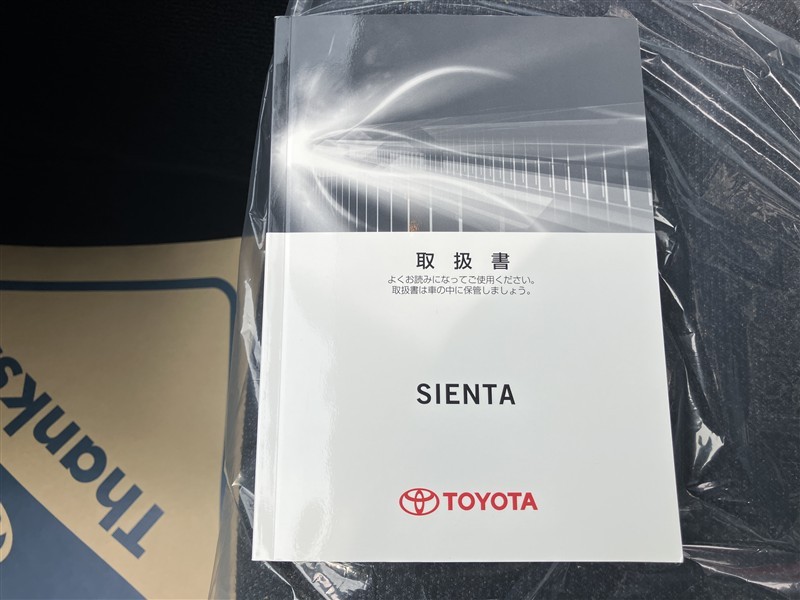 取扱書
よくお読みになってご使用ください。
取扱書は車の中に保管しましょう。
SIENTA
TOYOTA
Thanks